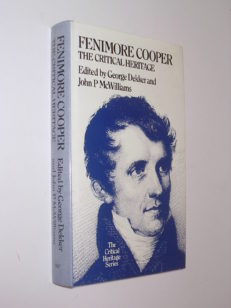 FENIMORE COOPER
THE CRITICAL HERITAGE
Edited by George Dekker and
John P McWilliams
The
Critical
Heritage
Series
FENIMORE COOPER
THE CRITICAL HERITAGE
Edited by George Dekker
and John P McWilliams